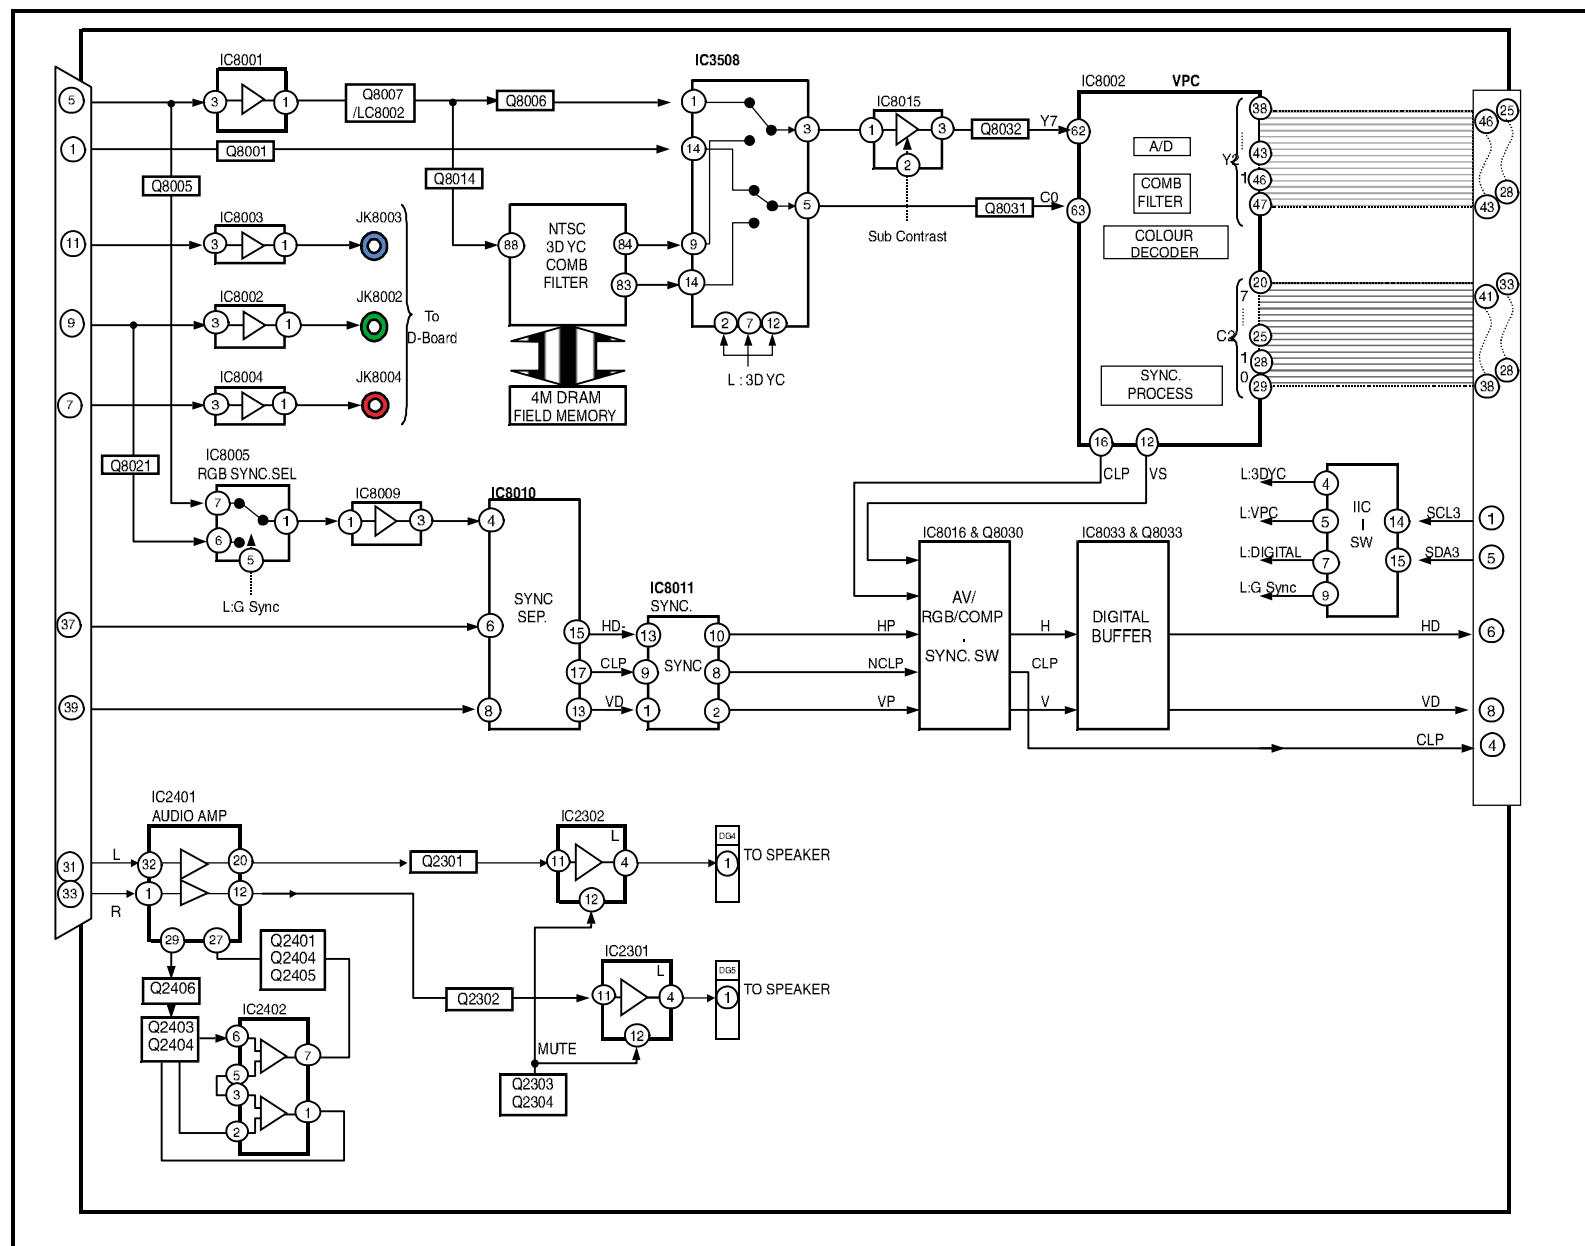 IC8001
5
3
1
Q8007
/LC8002
Q8006
IC3508
1
3
IC8015
1
3
2
Q8032
Y7
62
IC8002
VPC
A/D
COMB
FILTER
COLOUR
DECODER
38
43
Y2
1
46
47
46
25
28
43
1
Q8001
14
Q8005
Q8014
5
Q8031
C0
63
Sub Contrast
11
IC8003
3
1
JK8003
88
NTSC
3D YC
COMB
FILTER
84
83
9
14
2
7
12
L : 3D YC
9
IC8002
3
1
JK8002
To
D-Board
7
IC8004
3
1
JK8004
4M DRAM
FIELD MEMORY
20
7
25
C2
1
28
0
29
33
41
28
38
SYNC.
PROCESS
16
12
CLP
VS
Q8021
IC8005
RGB SYNC.SEL
7
6
1
5
L:G Sync
IC8009
1
3
IC8010
4
SYNC
SEP.
6
8
15
17
13
HD-
CLP
VD
IC8011
SYNC.
13
9
1
SYNC
10
8
2
HP
NCLP
VP
IC8016 & Q8030
AV/
RGB/COMP
.
SYNC. SW
H
CLP
V
IC8033 & Q8033
DIGITAL
BUFFER
L:3DYC
L:VPC
L:DIGITAL
L:G Sync
4
5
7
9
IIC
SW
14
15
SCL3
SDA3
1
5
HD
6
VD
8
CLP
4
37
39
IC2401
AUDIO AMP
31
L
32
20
33
R
1
12
29
27
Q2401
Q2404
Q2405
Q2406
Q2403
Q2404
IC2402
6
5
3
2
7
1
Q2301
IC2302
L
11
4
12
DG4
1
TO SPEAKER
Q2302
IC2301
L
11
4
12
DG5
1
TO SPEAKER
MUTE
Q2303
Q2304